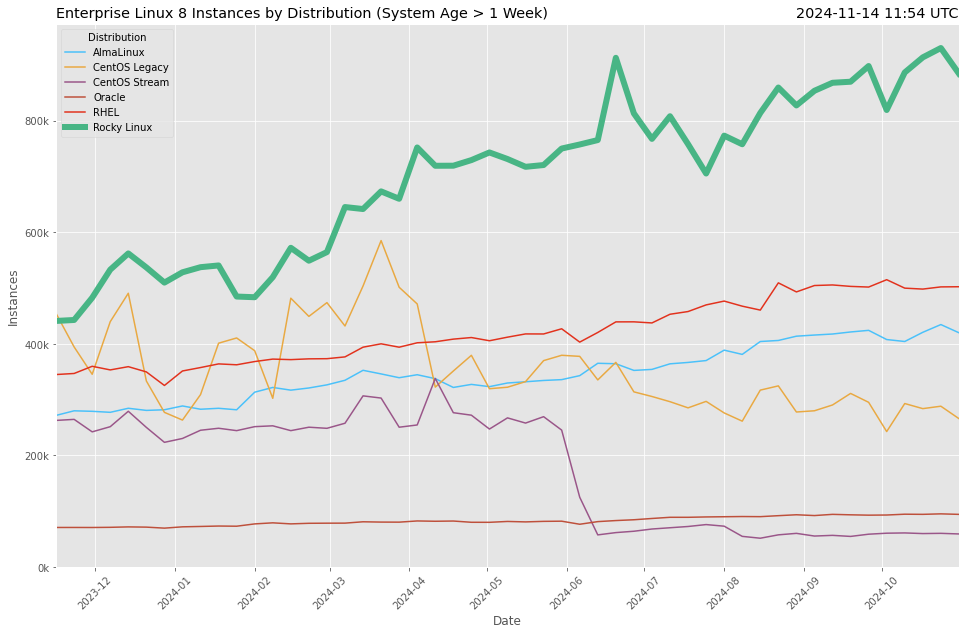 Enterprise Linux 8 Instances by Distribution (System Age > 1 Week)
2024-11-14 11:54 UTC
Distribution
AlmaLinux
CentOS Legacy
CentOS Stream
Oracle
RHEL
Rocky Linux
800k
600k
400k
200k
0k
Instances
2023-12
2024-01
2024-02
2024-03
2024-04
2024-05
2024-06
2024-07
2024-08
2024-09
2024-10
Date